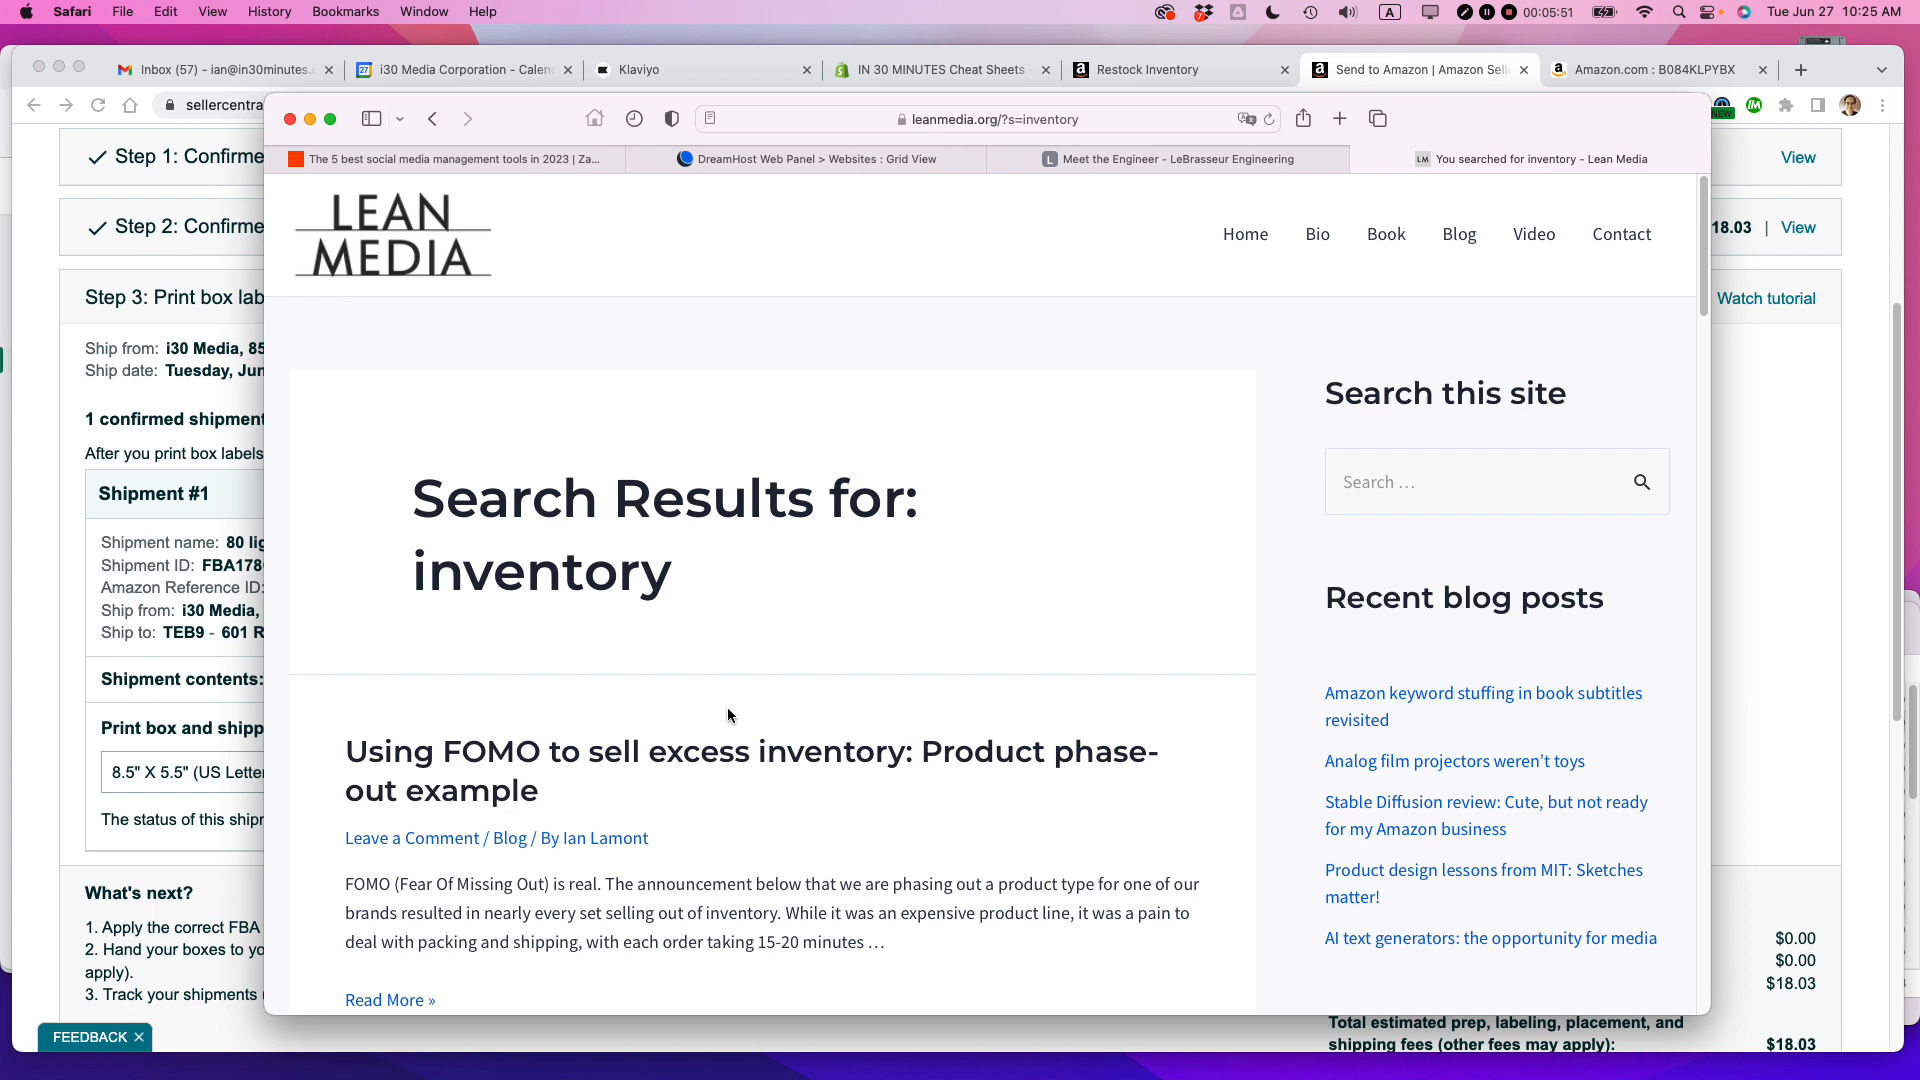 Safari File Edit View History Bookmarks Window Help
A 00:05:51 Tue Jun 27 10:25 AM
Inbox (57) - ian@in30minutes.
27 i30 Media Corporation - Calen
Klaviyo
IN 30 MINUTES Cheat Sheets
Restock Inventory
Send to Amazon | Amazon Sell
Amazon.com : B084KLPYBX
sellercentra
NEW
leanmedia.org/?s=inventory
The 5 best social media management tools in 2023 | Za...
DreamHost Web Panel > Websites : Grid View
L Meet the Engineer - LeBrasseur Engineering
LM You searched for inventory - Lean Media
Step 1: Confirme
View
Step 2: Confirme
18.03 | View
Step 3: Print box lab
Watch tutorial
Ship from: i30 Media, 85
Ship date: Tuesday, Jun
1 confirmed shipment
After you print box labels
Shipment #1
Shipment name: 80 lig
Shipment ID: FBA178
Amazon Reference ID:
Ship from: i30 Media,
Ship to: TEB9 - 601 R
Shipment contents:
Print box and shipp
8.5" X 5.5" (US Letter
The status of this shipm
What's next?
1. Apply the correct FBA
2. Hand your boxes to yo
apply).
3. Track your shipments
FEEDBACK ×
LEAN
MEDIA
Home Bio Book Blog Video Contact
Search Results for:
inventory
Using FOMO to sell excess inventory: Product phase-
out example
Leave a Comment / Blog / By Ian Lamont
FOMO (Fear Of Missing Out) is real. The announcement below that we are phasing out a product type for one of our
brands resulted in nearly every set selling out of inventory. While it was an expensive product line, it was a pain to
deal with packing and shipping, with each order taking 15-20 minutes …
Read More »
Search this site
Search …
Recent blog posts
Amazon keyword stuffing in book subtitles
revisited
Analog film projectors weren’t toys
Stable Diffusion review: Cute, but not ready
for my Amazon business
Product design lessons from MIT: Sketches
matter!
AI text generators: the opportunity for media
$0.00
$0.00
$18.03
Total estimated prep, labeling, placement, and
shipping fees (other fees may apply): $18.03